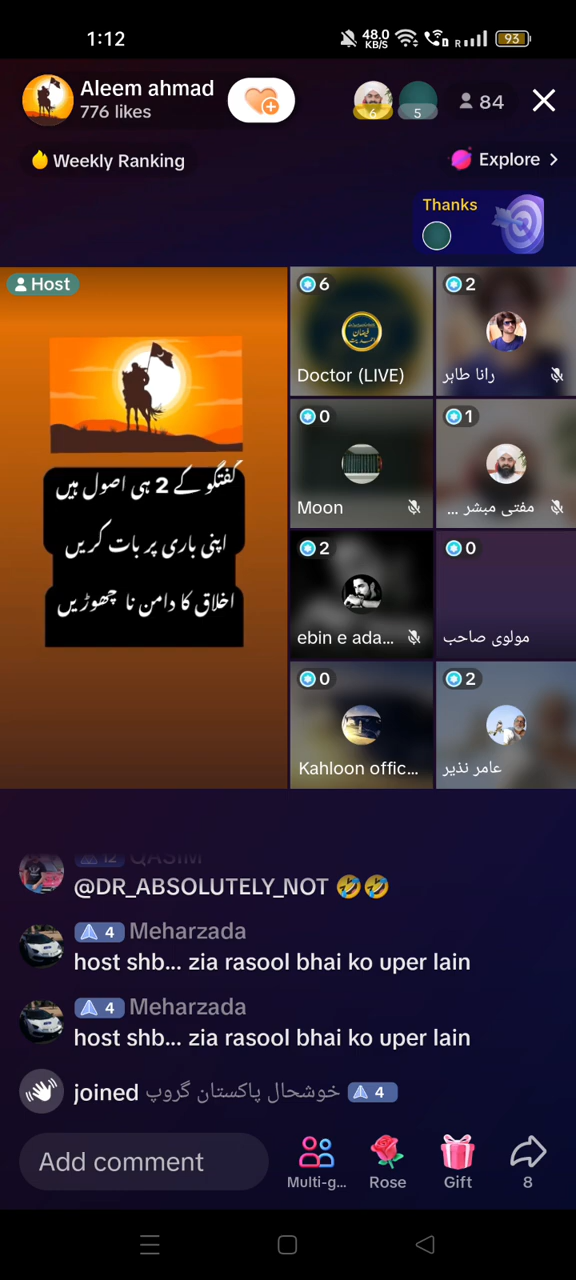 1:12
48.0
KB/S
R
93
Aleem ahmad
776 likes
6
5
84
Weekly Ranking
Explore
Thanks
Host
گفتگو کے 2 ہی اصول ہیں
اپنی باری پر بات کریں
اخلاق کا دامن نا چھوڑیں
6
Doctor (LIVE)
2
رانا طاہر
0
Moon
1
مفتی مبشر ...
2
ebin e ada...
0
مولوی صاحب
0
Kahloon offic...
2
عامر نذیر
12 QASIM
@DR_ABSOLUTELY_NOT 🤣🤣
4 Meharzada
host shb... zia rasool bhai ko uper lain
4 Meharzada
host shb... zia rasool bhai ko uper lain
joined خوشحال پاکستان گروپ 4
Add comment
Multi-g...
Rose
Gift
8